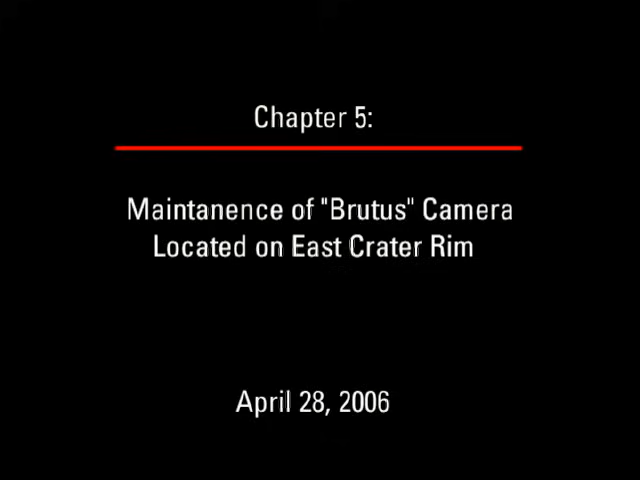 Chapter 5:
Maintanence of "Brutus" Camera
Located on East Crater Rim
April 28, 2006